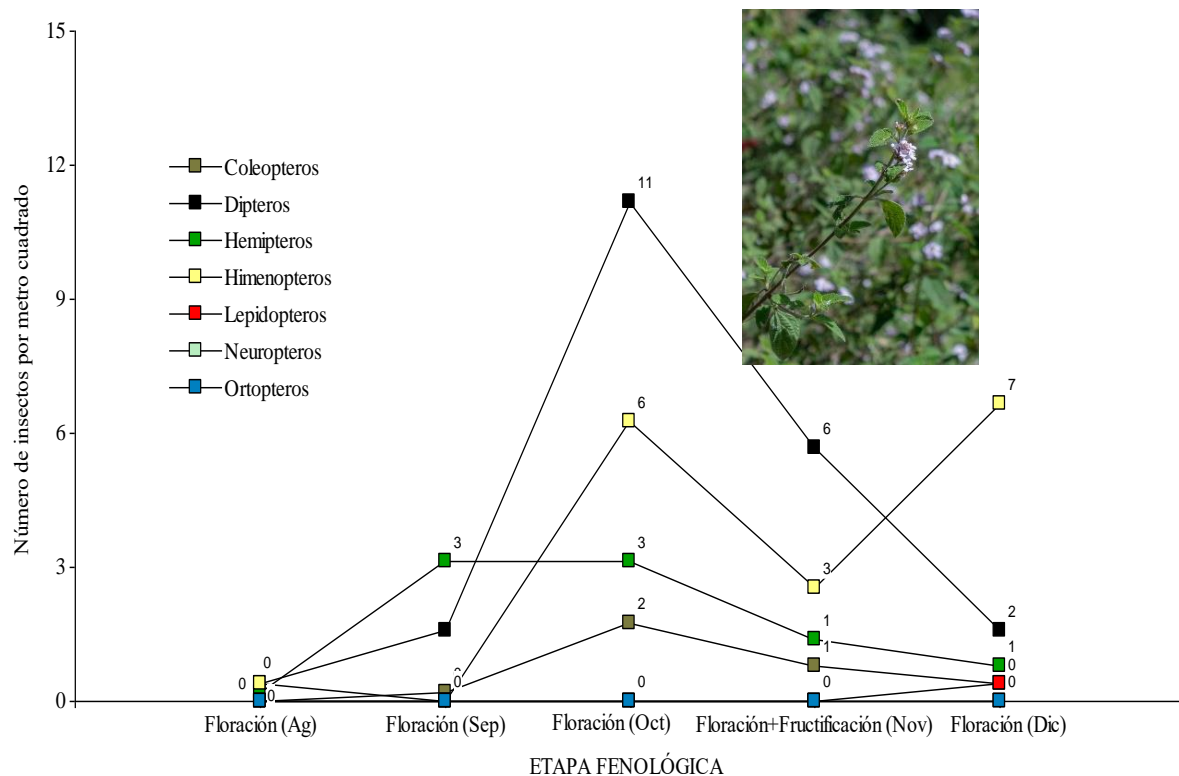 15
12
9
6
3
0
Número de insectos por metro cuadrado
Coleopteros
Dipteros
Hemipteros
Himenopteros
Lepidopteros
Neuropteros
Ortopteros
11
6
7
6
3
3
3
2
2
1
1
1
0
0
0
0
0
0
0
0
Floración (Ag) Floración (Sep) Floración (Oct) Floración+Fructificación (Nov) Floración (Dic)
ETAPA FENOLÓGICA